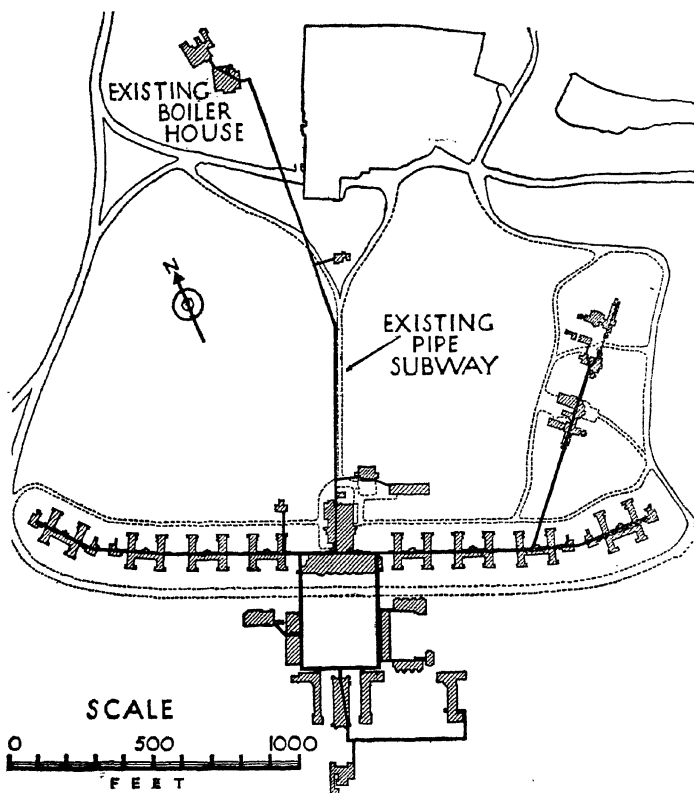 EXISTING
BOILER
HOUSE
N
EXISTING
PIPE
SUBWAY
SCALE
0 500 1000
FEET